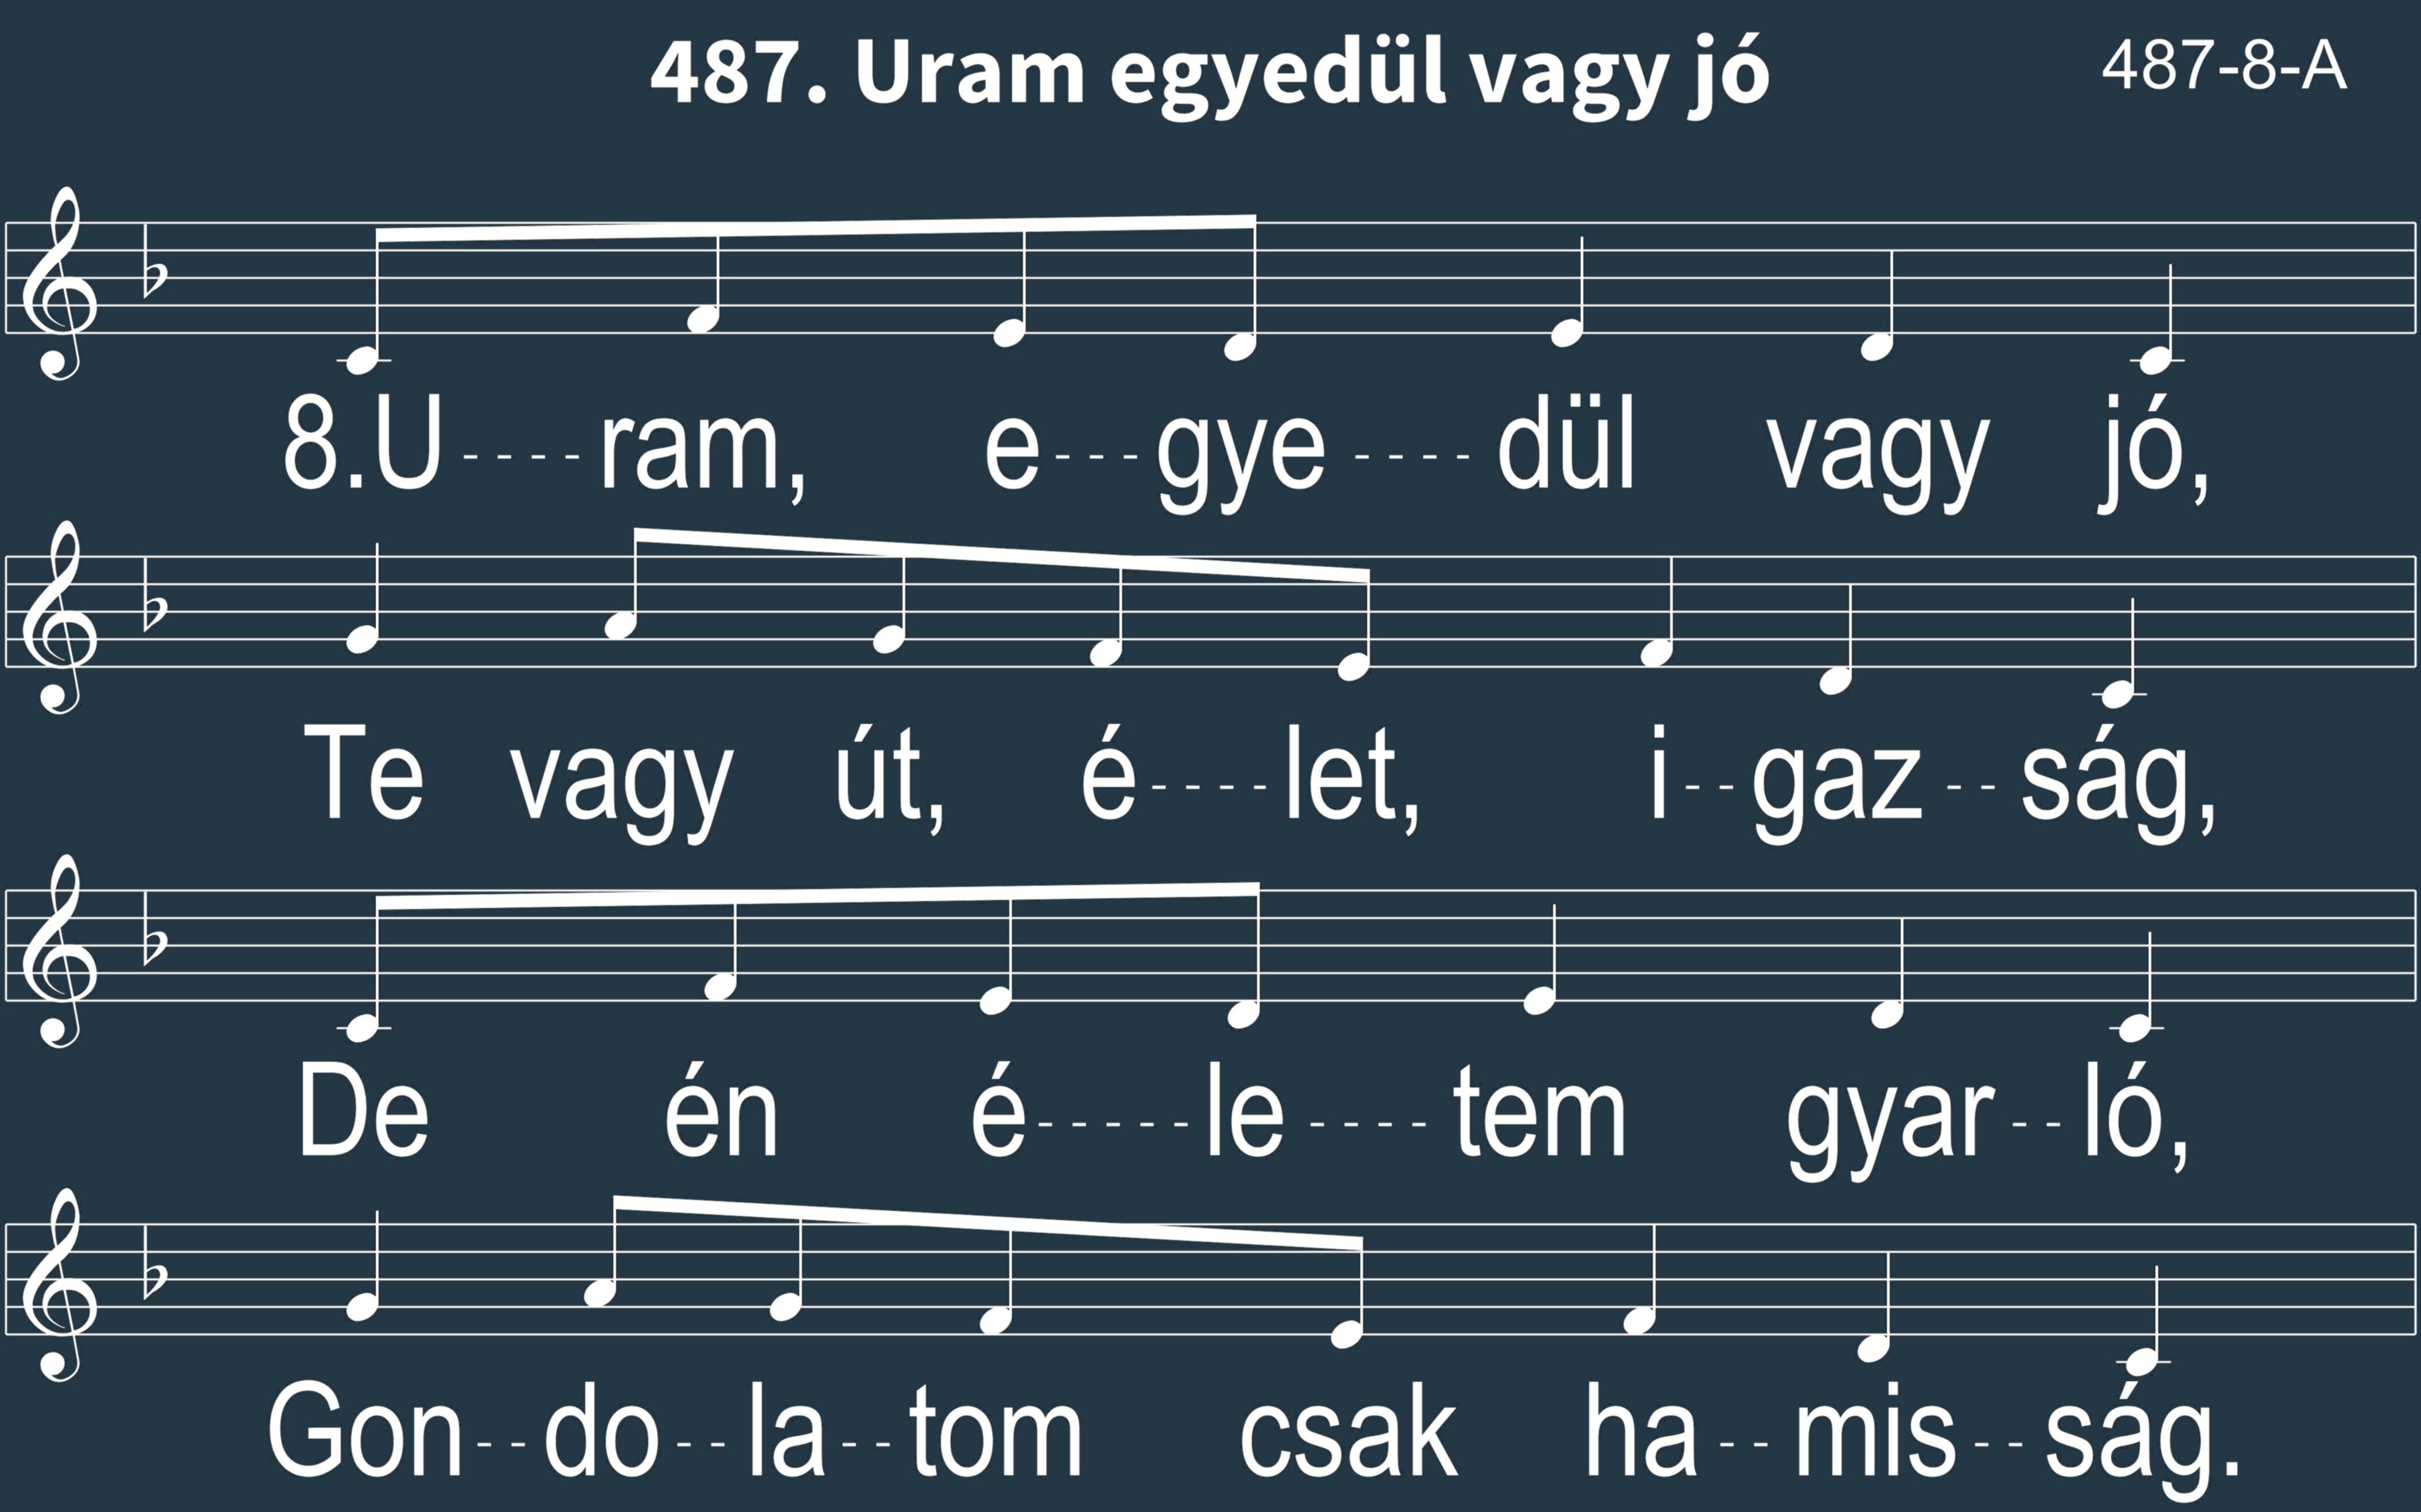 487. Uram egyedül vagy jó 487-8-A
8.U----ram, e---gye----dül vagy jó,
Te vagy út, é----let, i--gaz--ság,
De én é-----le----tem gyar--ló,
Gon--do--la--tom csak ha--mis--ság.